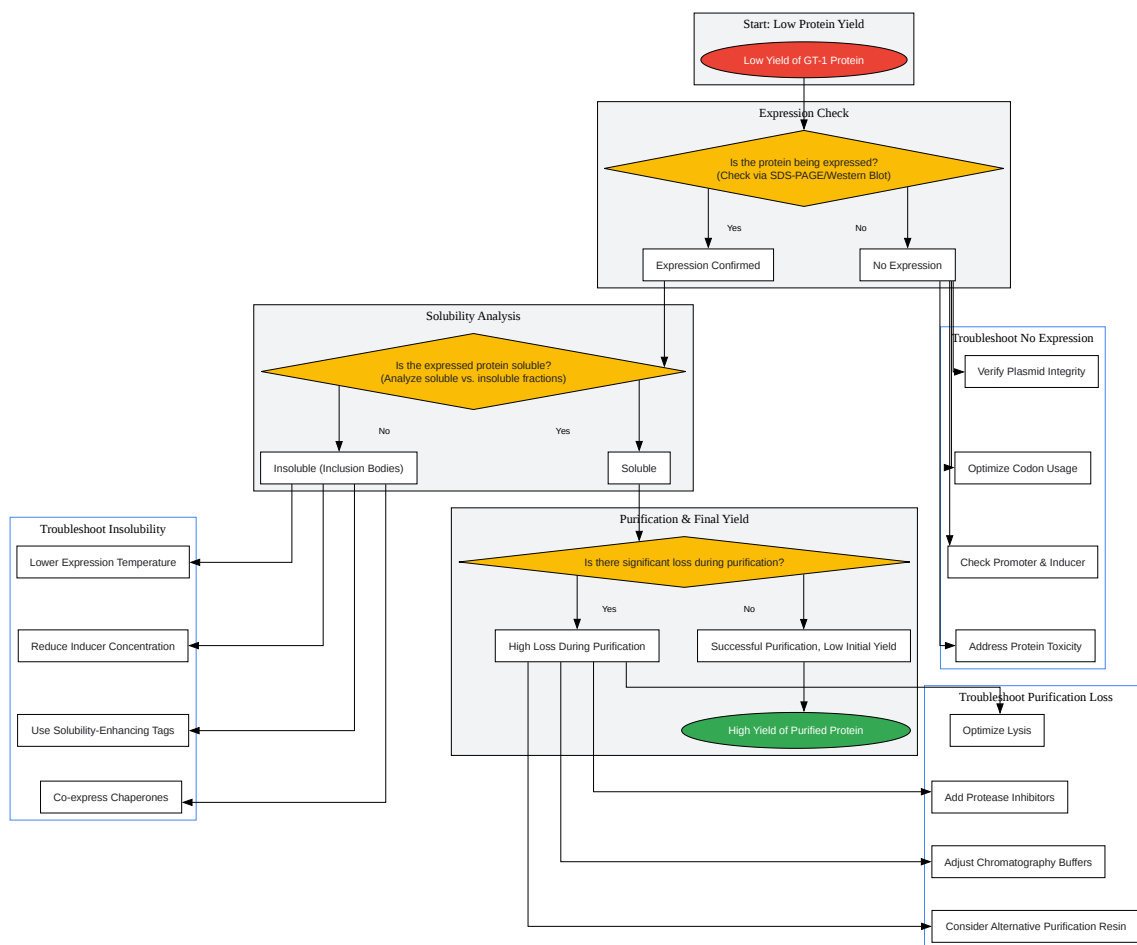 Start: Low Protein Yield
Low Yield of GT-1 Protein
Expression Check
Is the protein being expressed?
(Check via SDS-PAGE/Western Blot)
Yes
No
Expression Confirmed
No Expression
Solubility Analysis
Is the expressed protein soluble?
(Analyze soluble vs. insoluble fractions)
No
Yes
Insoluble (Inclusion Bodies)
Soluble
Troubleshoot No Expression
Verify Plasmid Integrity
Optimize Codon Usage
Check Promoter & Inducer
Address Protein Toxicity
Troubleshoot Insolubility
Lower Expression Temperature
Reduce Inducer Concentration
Use Solubility-Enhancing Tags
Co-express Chaperones
Purification & Final Yield
Is there significant loss during purification?
Yes
No
High Loss During Purification
Successful Purification, Low Initial Yield
High Yield of Purified Protein
Troubleshoot Purification Loss
Optimize Lysis
Add Protease Inhibitors
Adjust Chromatography Buffers
Consider Alternative Purification Resin